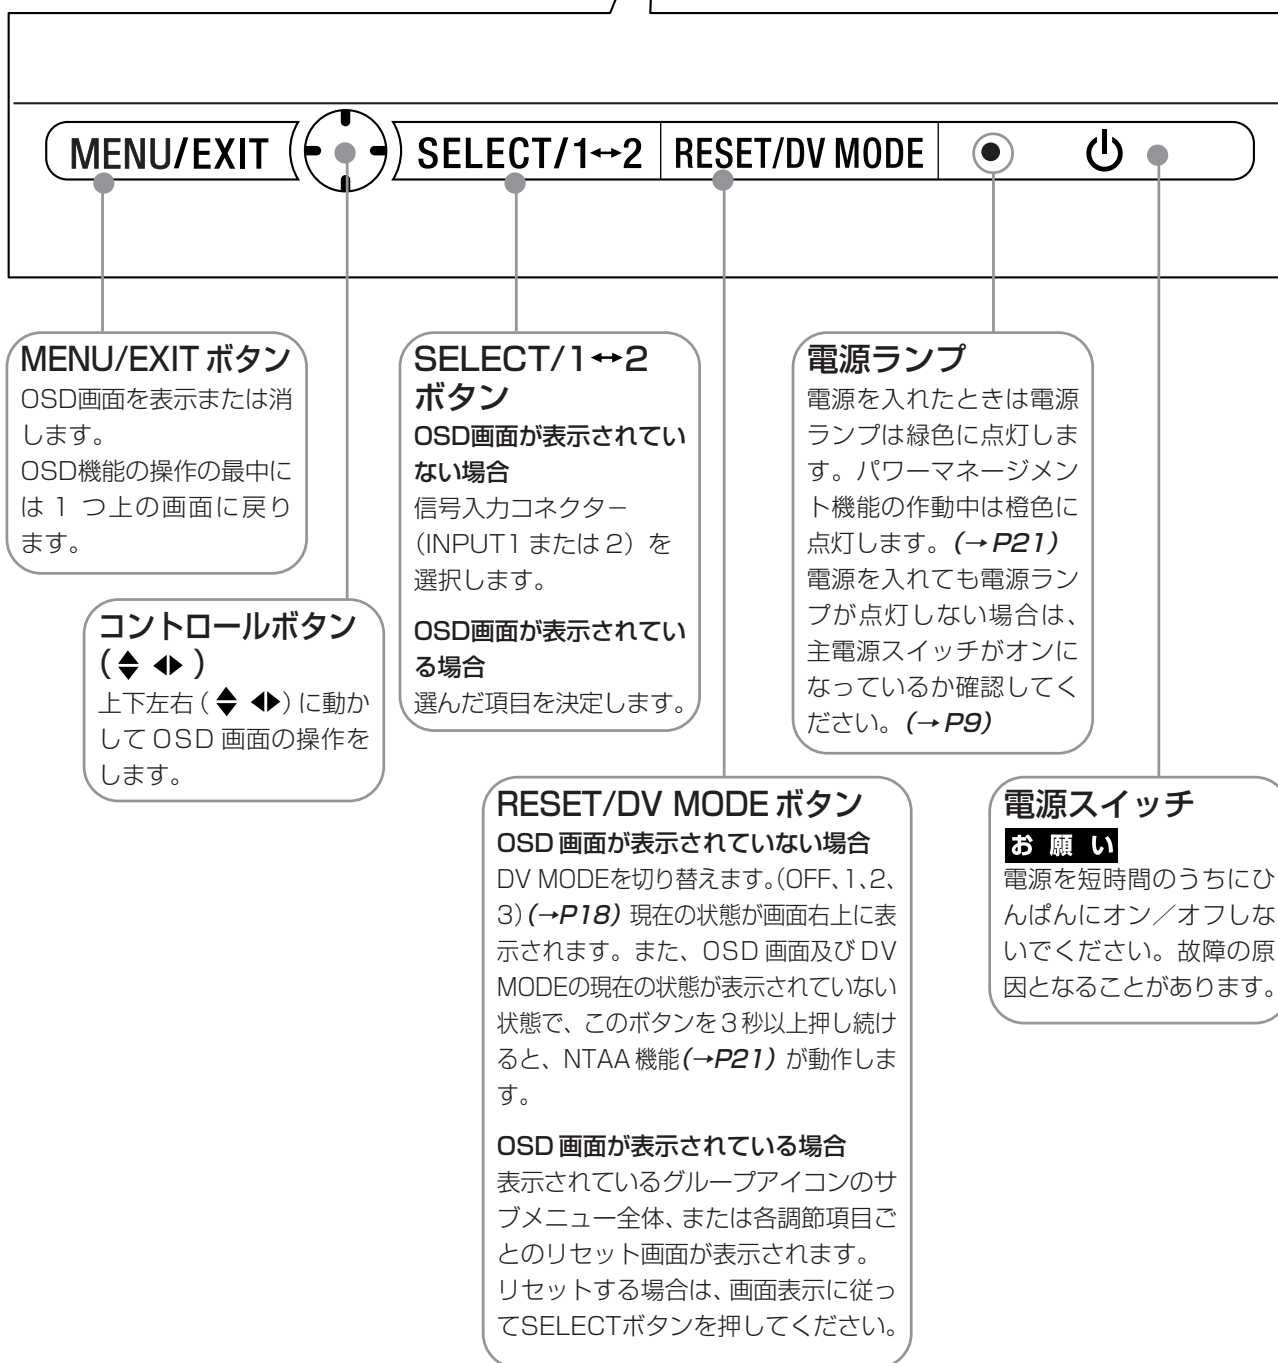 MENU/EXIT SELECT/1↔2 RESET/DV MODE
MENU/EXIT ボタン
OSD画面を表示または消
します。
OSD機能の操作の最中に
は 1 つ上の画面に戻り
ます。
コントロールボタン
(♦ ◆)
上下左右 (♦ ◆) に動か
して OSD 画面の操作を
します。
SELECT/1↔2
ボタン
OSD画面が表示されてい
ない場合
信号入力コネクター
(INPUT1 または 2) を
選択します。
OSD画面が表示されてい
る場合
選んだ項目を決定します。
RESET/DV MODE ボタン
OSD 画面が表示されていない場合
DV MODEを切り替えます。(OFF、1、2、
3)(→P18) 現在の状態が画面右上に表
示されます。また、OSD 画面及び DV
MODEの現在の状態が表示されていない
状態で、このボタンを3秒以上押し続け
ると、NTAA 機能(→P21) が動作しま
す。
OSD 画面が表示されている場合
表示されているグループアイコンのサ
ブメニュー全体、または各調節項目ご
とのリセット画面が表示されます。
リセットする場合は、画面表示に従っ
てSELECTボタンを押してください。
電源ランプ
電源を入れたときは電源
ランプは緑色に点灯しま
す。パワーマネージメン
ト機能の作動中は橙色に
点灯します。(→P21)
電源を入れても電源ラン
プが点灯しない場合は、
主電源スイッチがオンに
なっているか確認してく
ださい。(→P9)
電源スイッチ
お 願 い
電源を短時間のうちにひ
んぱんにオン/オフしな
いでください。故障の原
因となることがあります。